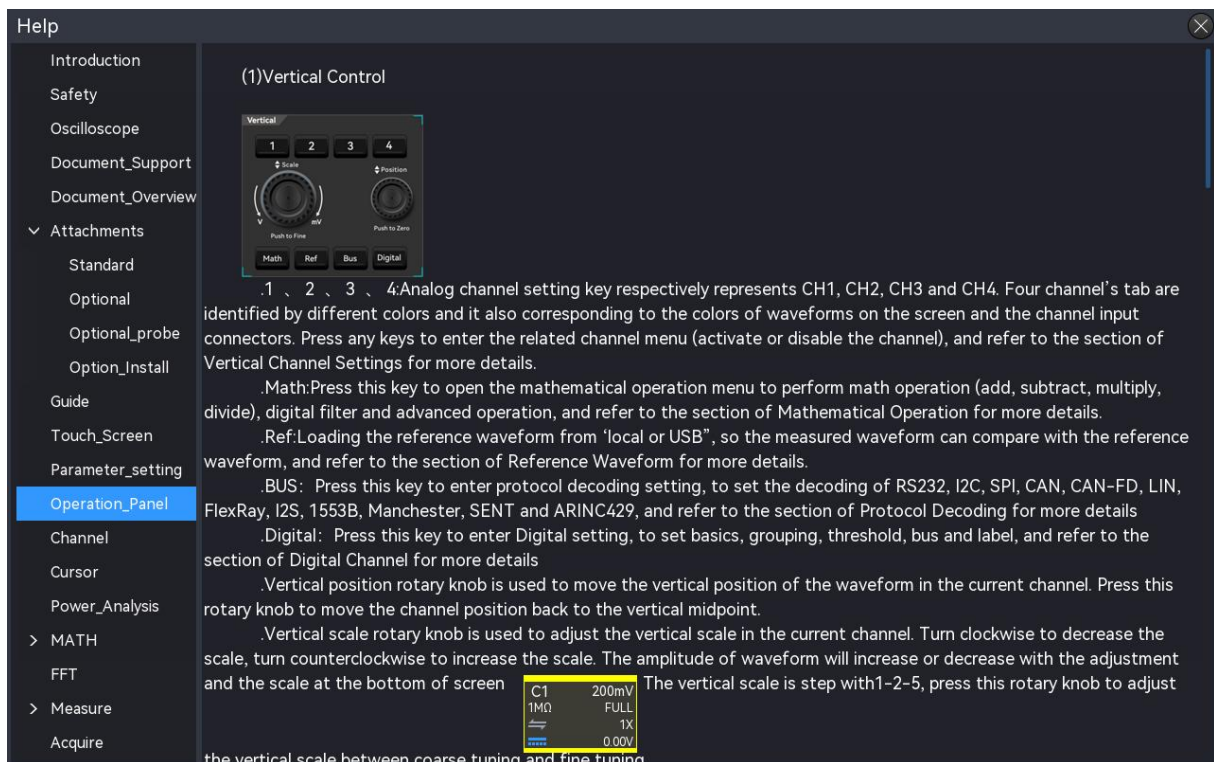 Help
Introduction
Safety
Oscilloscope
Document_Support
Document_Overview
Attachments
Standard
Optional
Optional_probe
Option_Install
Guide
Touch_Screen
Parameter_setting
Operation_Panel
Channel
Cursor
Power_Analysis
MATH
FFT
Measure
Acquire
(1)Vertical Control
Vertical
1 2 3 4
Scale
Position
V mV
Push to Fine
Push to Zero
Math Ref Bus Digital
.1 、 2 、 3 、 4:Analog channel setting key respectively represents CH1, CH2, CH3 and CH4. Four channel's tab are
identified by different colors and it also corresponding to the colors of waveforms on the screen and the channel input
connectors. Press any keys to enter the related channel menu (activate or disable the channel), and refer to the section of
Vertical Channel Settings for more details.
.Math:Press this key to open the mathematical operation menu to perform math operation (add, subtract, multiply,
divide), digital filter and advanced operation, and refer to the section of Mathematical Operation for more details.
.Ref:Loading the reference waveform from ‘local or USB”, so the measured waveform can compare with the reference
waveform, and refer to the section of Reference Waveform for more details.
.BUS: Press this key to enter protocol decoding setting, to set the decoding of RS232, I2C, SPI, CAN, CAN-FD, LIN,
FlexRay, I2S, 1553B, Manchester, SENT and ARINC429, and refer to the section of Protocol Decoding for more details
.Digital: Press this key to enter Digital setting, to set basics, grouping, threshold, bus and label, and refer to the
section of Digital Channel for more details
.Vertical position rotary knob is used to move the vertical position of the waveform in the current channel. Press this
rotary knob to move the channel position back to the vertical midpoint.
.Vertical scale rotary knob is used to adjust the vertical scale in the current channel. Turn clockwise to decrease the
scale, turn counterclockwise to increase the scale. The amplitude of waveform will increase or decrease with the adjustment
and the scale at the bottom of screen The vertical scale is step with1-2-5, press this rotary knob to adjust
C1 200mV
1MΩ FULL
1X
0.00V
the vertical scale between coarse tuning and fine tuning